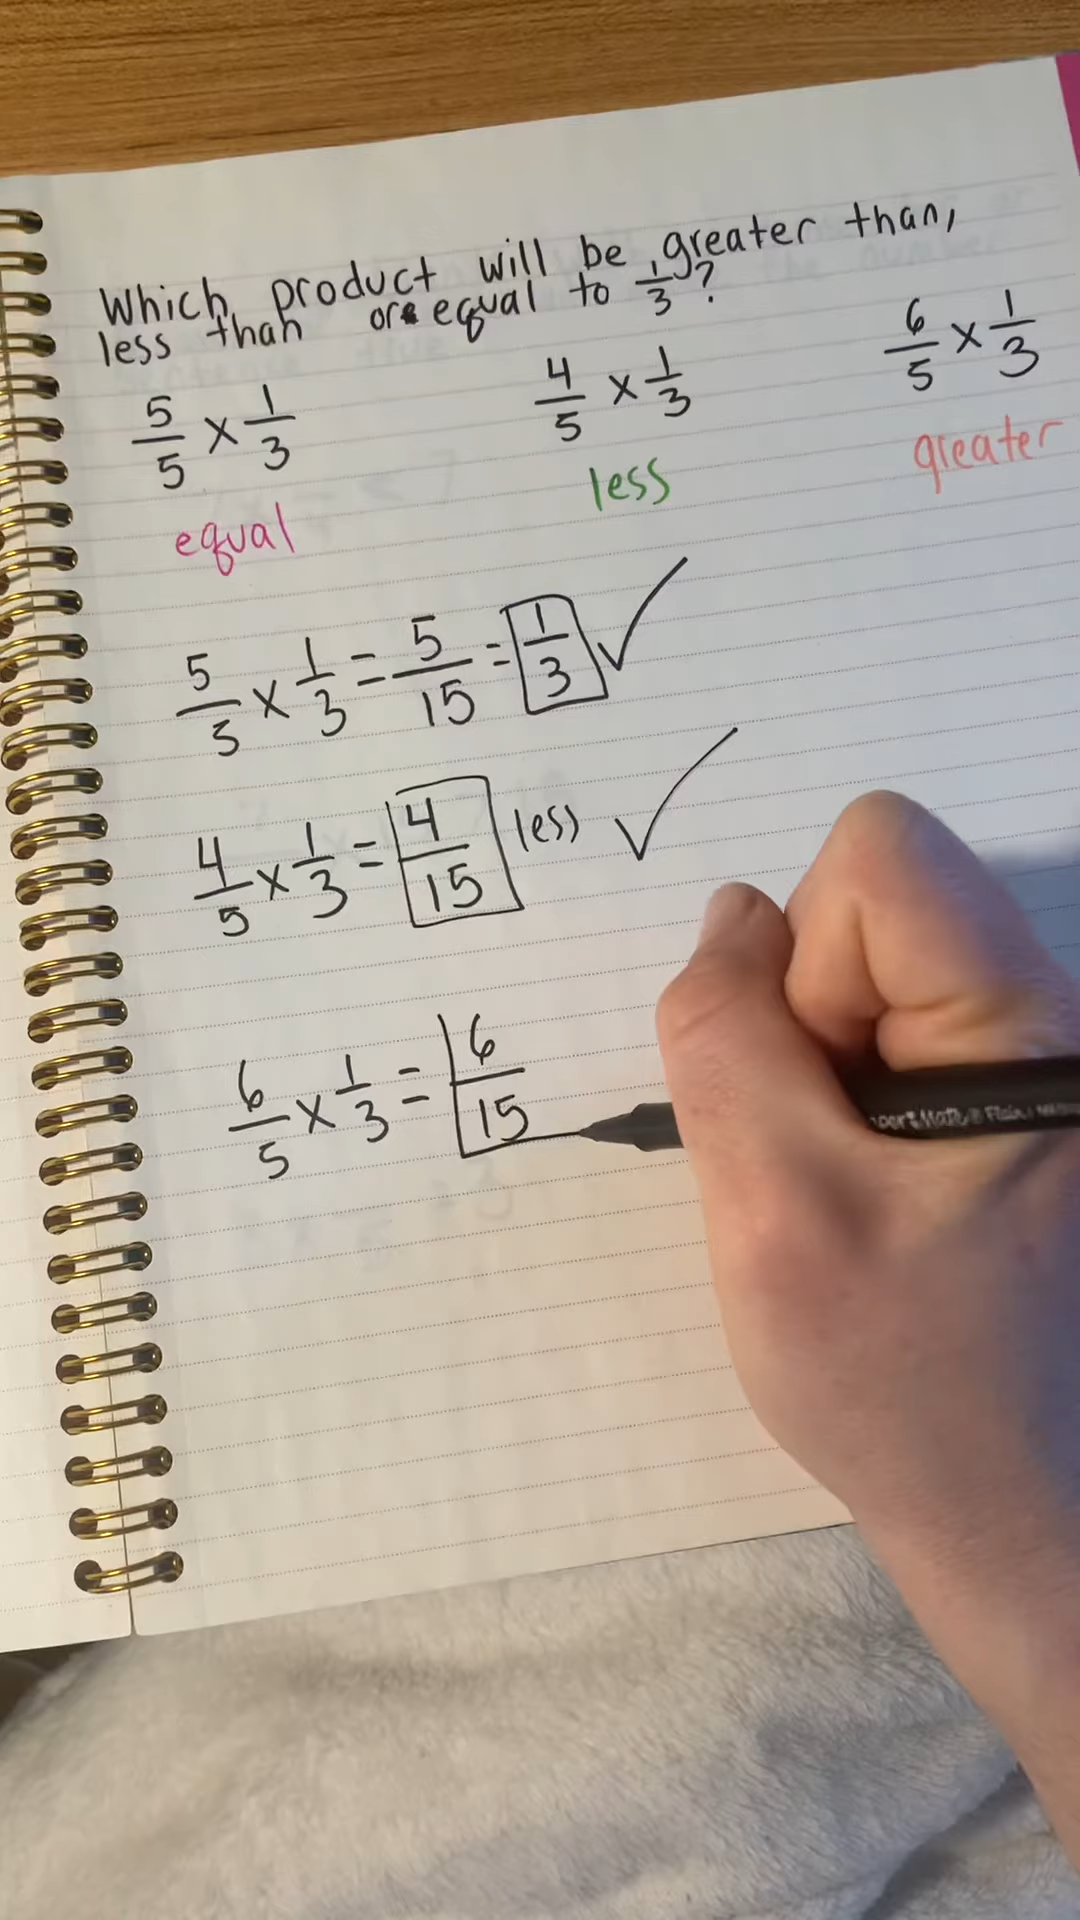 Which product will be greater than,
less than or equal to 1/3?
5/5 x 1/3
4/5 x 1/3
6/5 x 1/3
equal
less
greater
5/5 x 1/3 = 5/15 = 1/3 ✓
4/5 x 1/3 = 4/15 less ✓
6/5 x 1/3 = 6/15
Flair